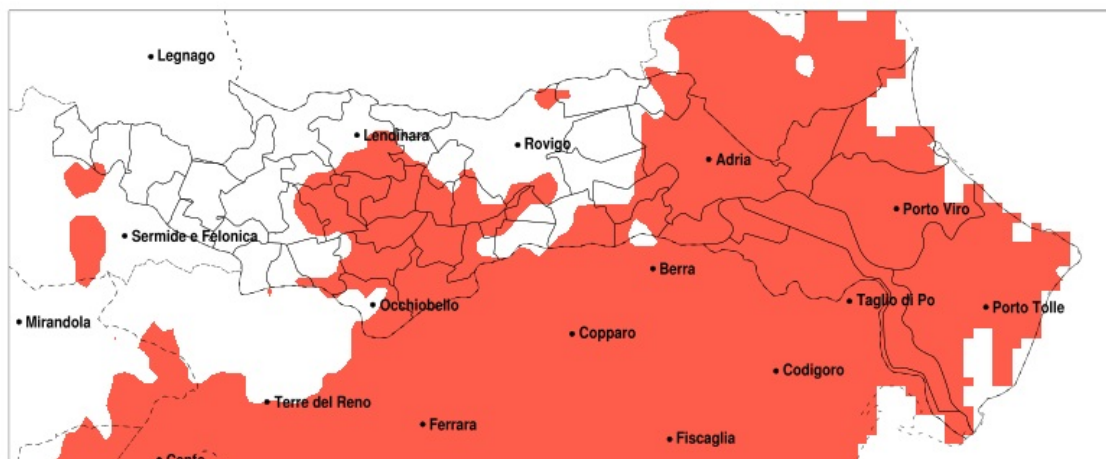 Legnago
Lendinara
Rovigo
Adria
Porto Viro
Sermide e Felonica
Berra
Taglio di Po
Porto Tolle
Occhiobello
Mirandola
Copparo
Codigoro
Terre del Reno
Ferrara
Fiscaglia